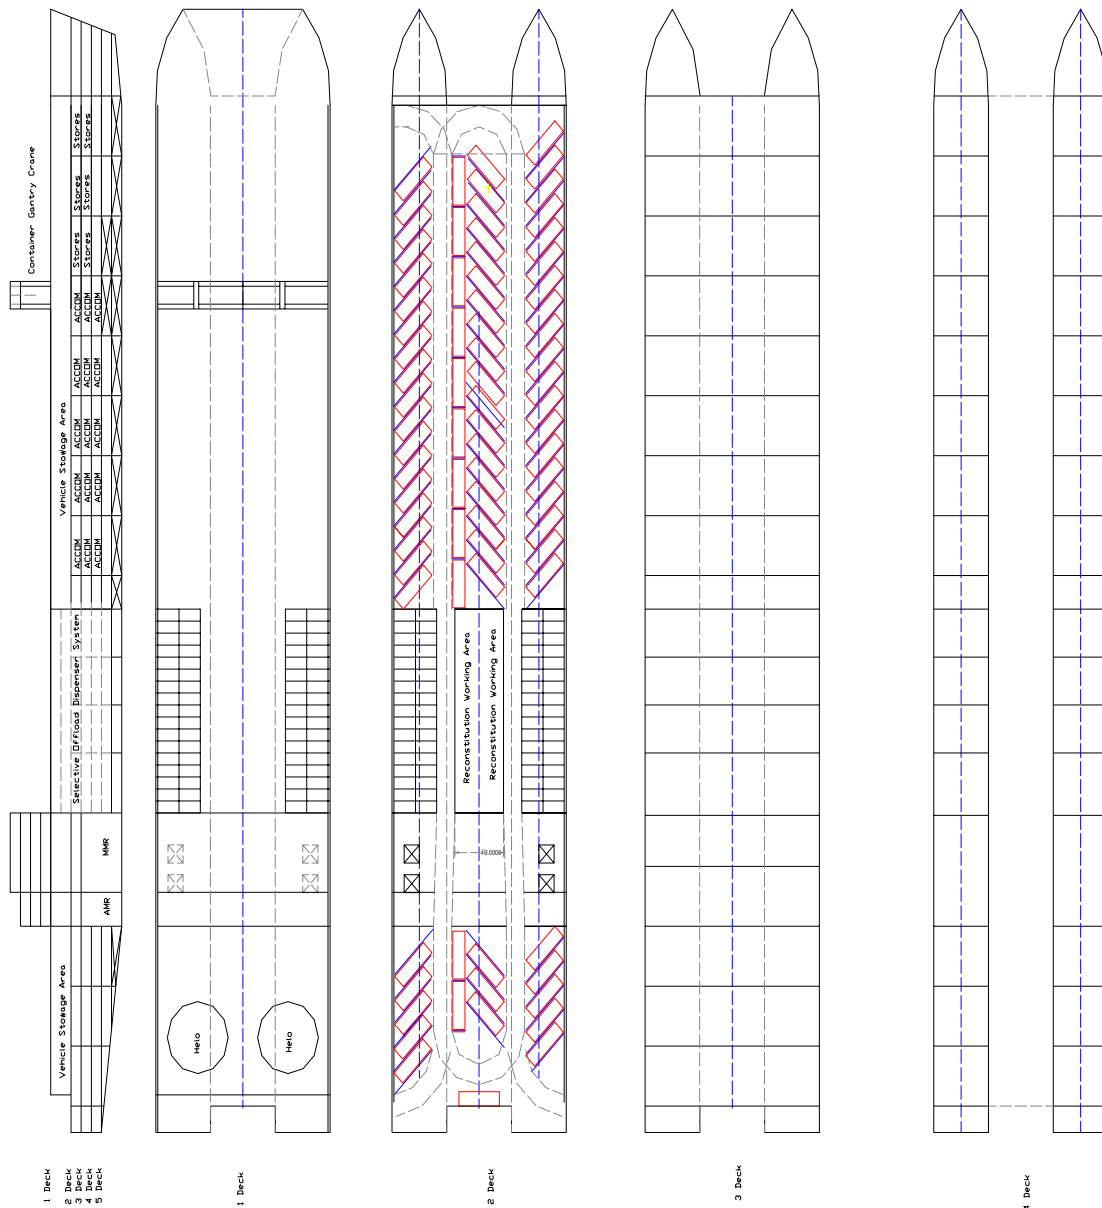 Container Gantry Crane
1 Deck
Vehicle Stowage Area
Vehicle Stowage Area
2 Deck
3 Deck
Selective Offload Dispenser System
ACCOM ACCOM ACCOM ACCOM ACCOM Stores Stores Stores
4 Deck
ACCOM ACCOM ACCOM ACCOM ACCOM Stores Stores Stores
5 Deck
ACCOM ACCOM ACCOM ACCOM ACCOM
AMR
MMR
Helo
1 Deck
Helo
Reconstitution Working Area
2 Deck
Reconstitution Working Area
3 Deck
4 Deck